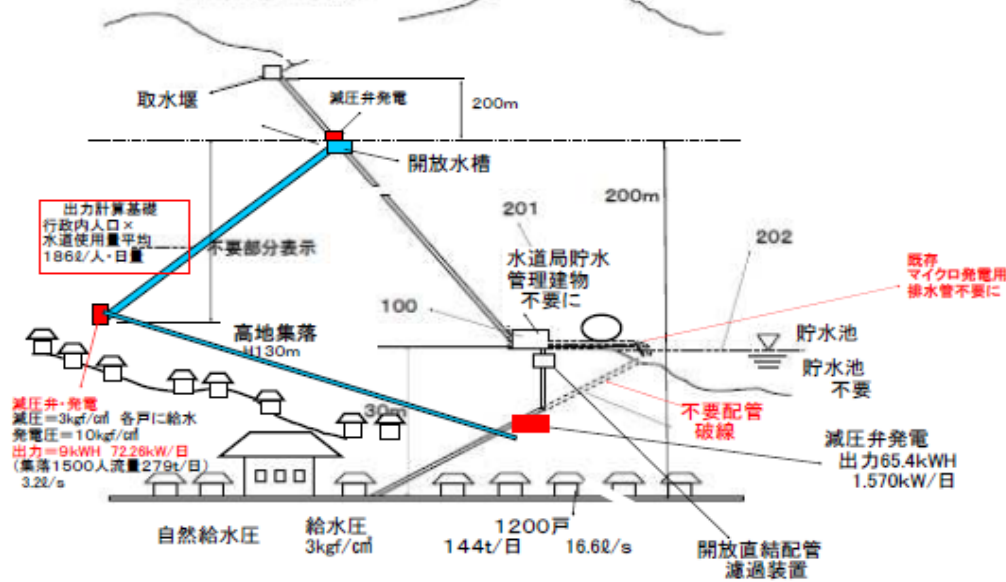 取水堰
減圧弁発電
200m
開放水槽
200m
出力計算基礎
行政内人口×
水道使用量平均
186ℓ/人・日量
不要部分表示
201
水道局貯水
管理建物
不要に
202
既存
マイクロ発電用
排水管不要に
100
高地集落
H130m
貯水池
貯水池
不要
30m
減圧弁・発電
減圧=3kgf/c㎡ 各戸に給水
発電圧=10kgf/c㎡
出力=9kWH 72.26kW/日
(集落1500人流量279t/日)
3.2ℓ/s
不要配管
破線
減圧弁発電
出力65.4kWH
1.570kW/日
自然給水圧
給水圧
3kgf/c㎡
1200戸
144t/日 16.6ℓ/s
開放直結配管
濾過装置